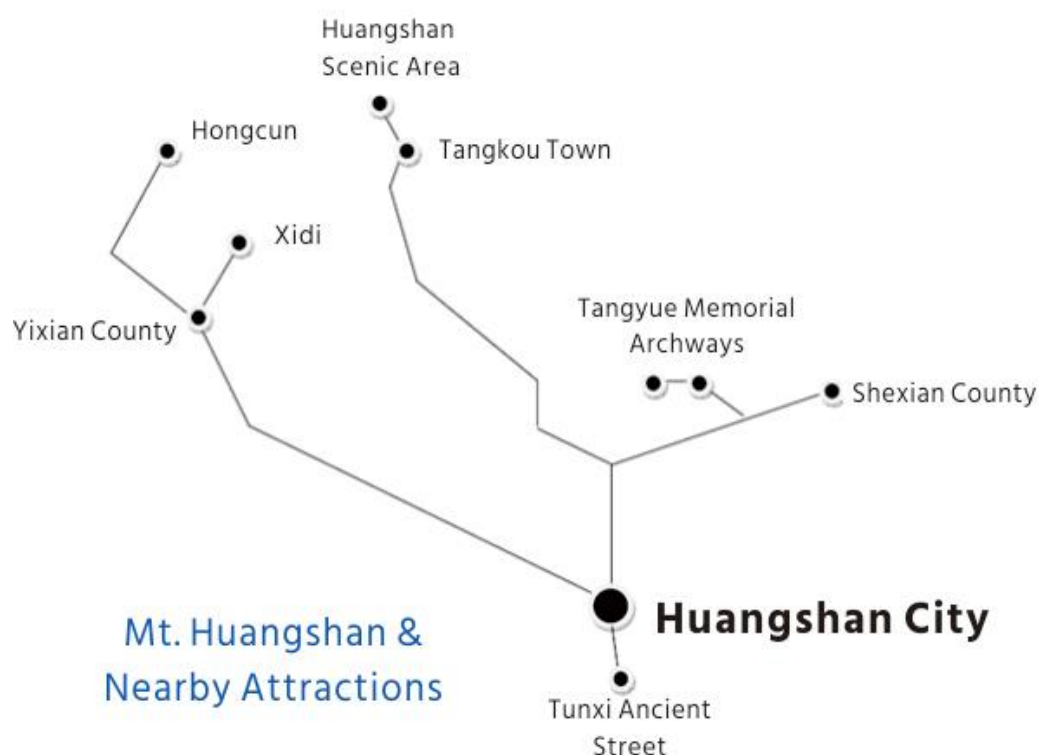 Huangshan
Scenic Area
Hongcun
Tangkou Town
Xidi
Yixian County
Tangyue Memorial
Archways
Shexian County
Huangshan City
Mt. Huangshan &
Nearby Attractions
Tunxi Ancient
Street